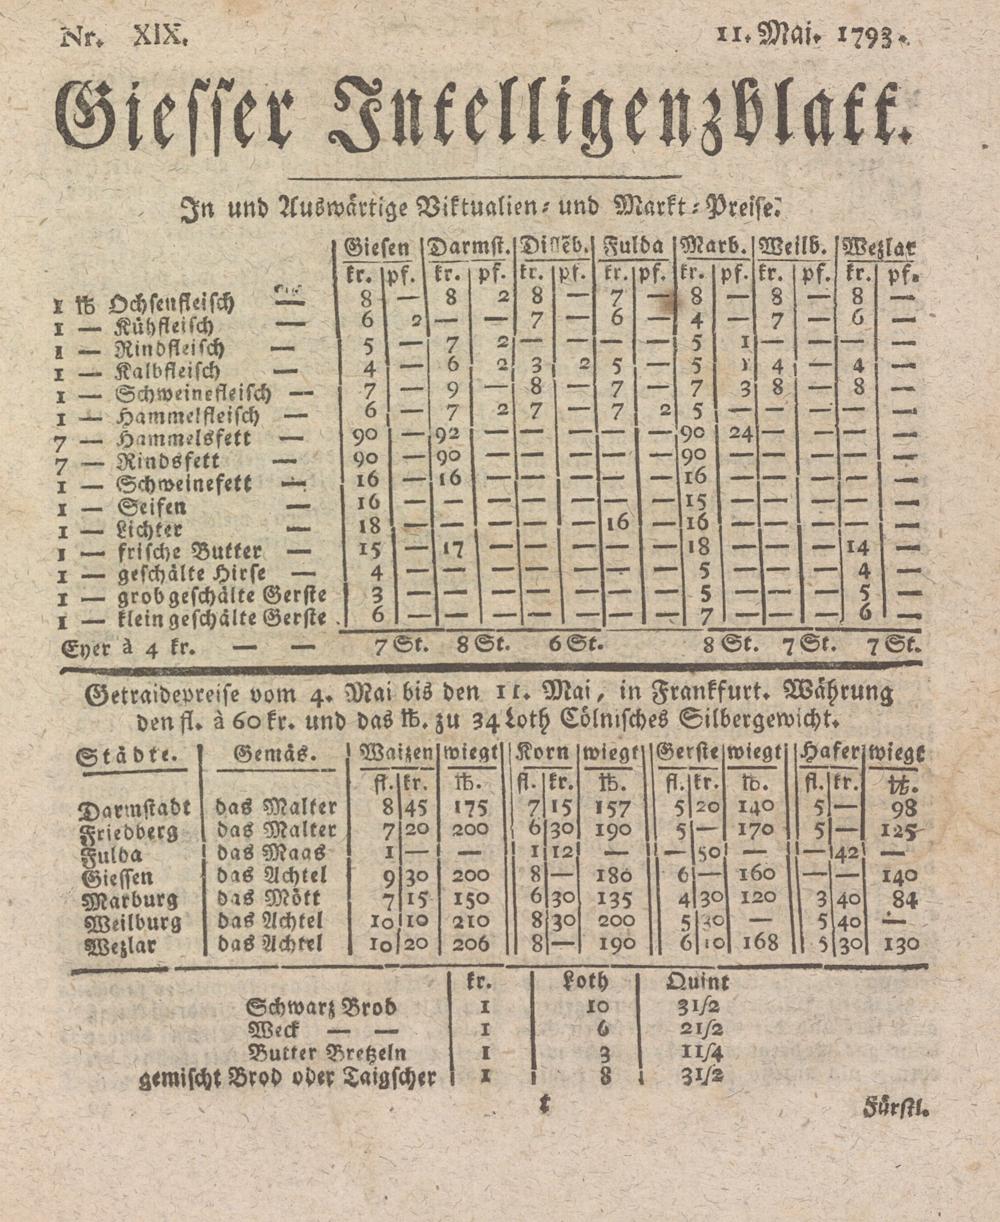 Nr. XIX. 11. Mai. 1793.
Giesser Intelligenzblatt.
In und Auswärtige Viktualien- und Markt-Preise.
Giesen Darmst. Dillēb. Fulda Marb. Weilb. Wezlar
kr. pf. kr. pf. kr. pf. kr. pf. kr. pf. kr. pf. kr. pf.
1 ℔ Ochsenfleisch — 8 — 8 2 8 — 7 — 8 — 8 — 8 —
1 — Kühfleisch — 6 2 — — 7 — 6 — 4 — 7 — 6 —
1 — Rindfleisch — 5 — 7 2 — — — — 5 1 — — — —
1 — Kalbfleisch — 4 — 6 2 3 2 5 — 5 1 4 — 4 —
1 — Schweinefleisch — 7 — 9 — 8 — 7 — 7 3 8 — 8 —
1 — Hammelfleisch — 6 — 7 2 7 — 7 2 5 — — — — —
7 — Hammelsfett — 90 — 92 — — — — — 90 24 — — — —
7 — Rindsfett — 90 — 90 — — — — — 90 — — — — —
1 — Schweinefett — 16 — 16 — — — — — 16 — — — — —
1 — Seifen — 16 — — — — — — — 15 — — — — —
1 — Lichter — 18 — — — — — 16 — 16 — — — — —
1 — frische Butter — 15 — 17 — — — — — 18 — — — 14 —
1 — geschälte Hirse — 4 — — — — — — — 5 — — — 4 —
1 — grob geschälte Gerste 3 — — — — — — — 5 — — — 5 —
1 — klein geschälte Gerste 6 — — — — — — — 7 — — — 6 —
Eyer à 4 kr. — — 7 St. 8 St. 6 St. 8 St. 7 St. 7 St.
Getraidepreise vom 4. Mai bis den 11. Mai, in Frankfurt. Währung
den fl. à 60 kr. und das ℔. zu 34 Loth Cölnisches Silbergewicht.
Städte. Gemäs. Waizen wiegt Korn wiegt Gerste wiegt Hafer wiegt
fl. kr. ℔. fl. kr. ℔. fl. kr. ℔. fl. kr. ℔.
Darmstadt das Malter 8 45 175 7 15 157 5 20 140 5 — 98
Friedberg das Malter 7 20 200 6 30 190 5 — 170 5 — 125
Fulda das Maas 1 — — 1 12 — — 50 — — 42 —
Giessen das Achtel 9 30 200 8 — 180 6 — 160 — — 140
Marburg das Mött 7 15 150 6 30 135 4 30 120 3 40 84
Weilburg das Achtel 10 10 210 8 30 200 5 30 — 5 40 —
Wezlar das Achtel 10 20 206 8 — 190 6 10 168 5 30 130
kr. Loth Quint
Schwarz Brod 1 10 31/2
Weck — — 1 6 21/2
Butter Bretzeln 1 3 11/4
gemischt Brod oder Taigscher 1 8 31/2
t Fürstl.